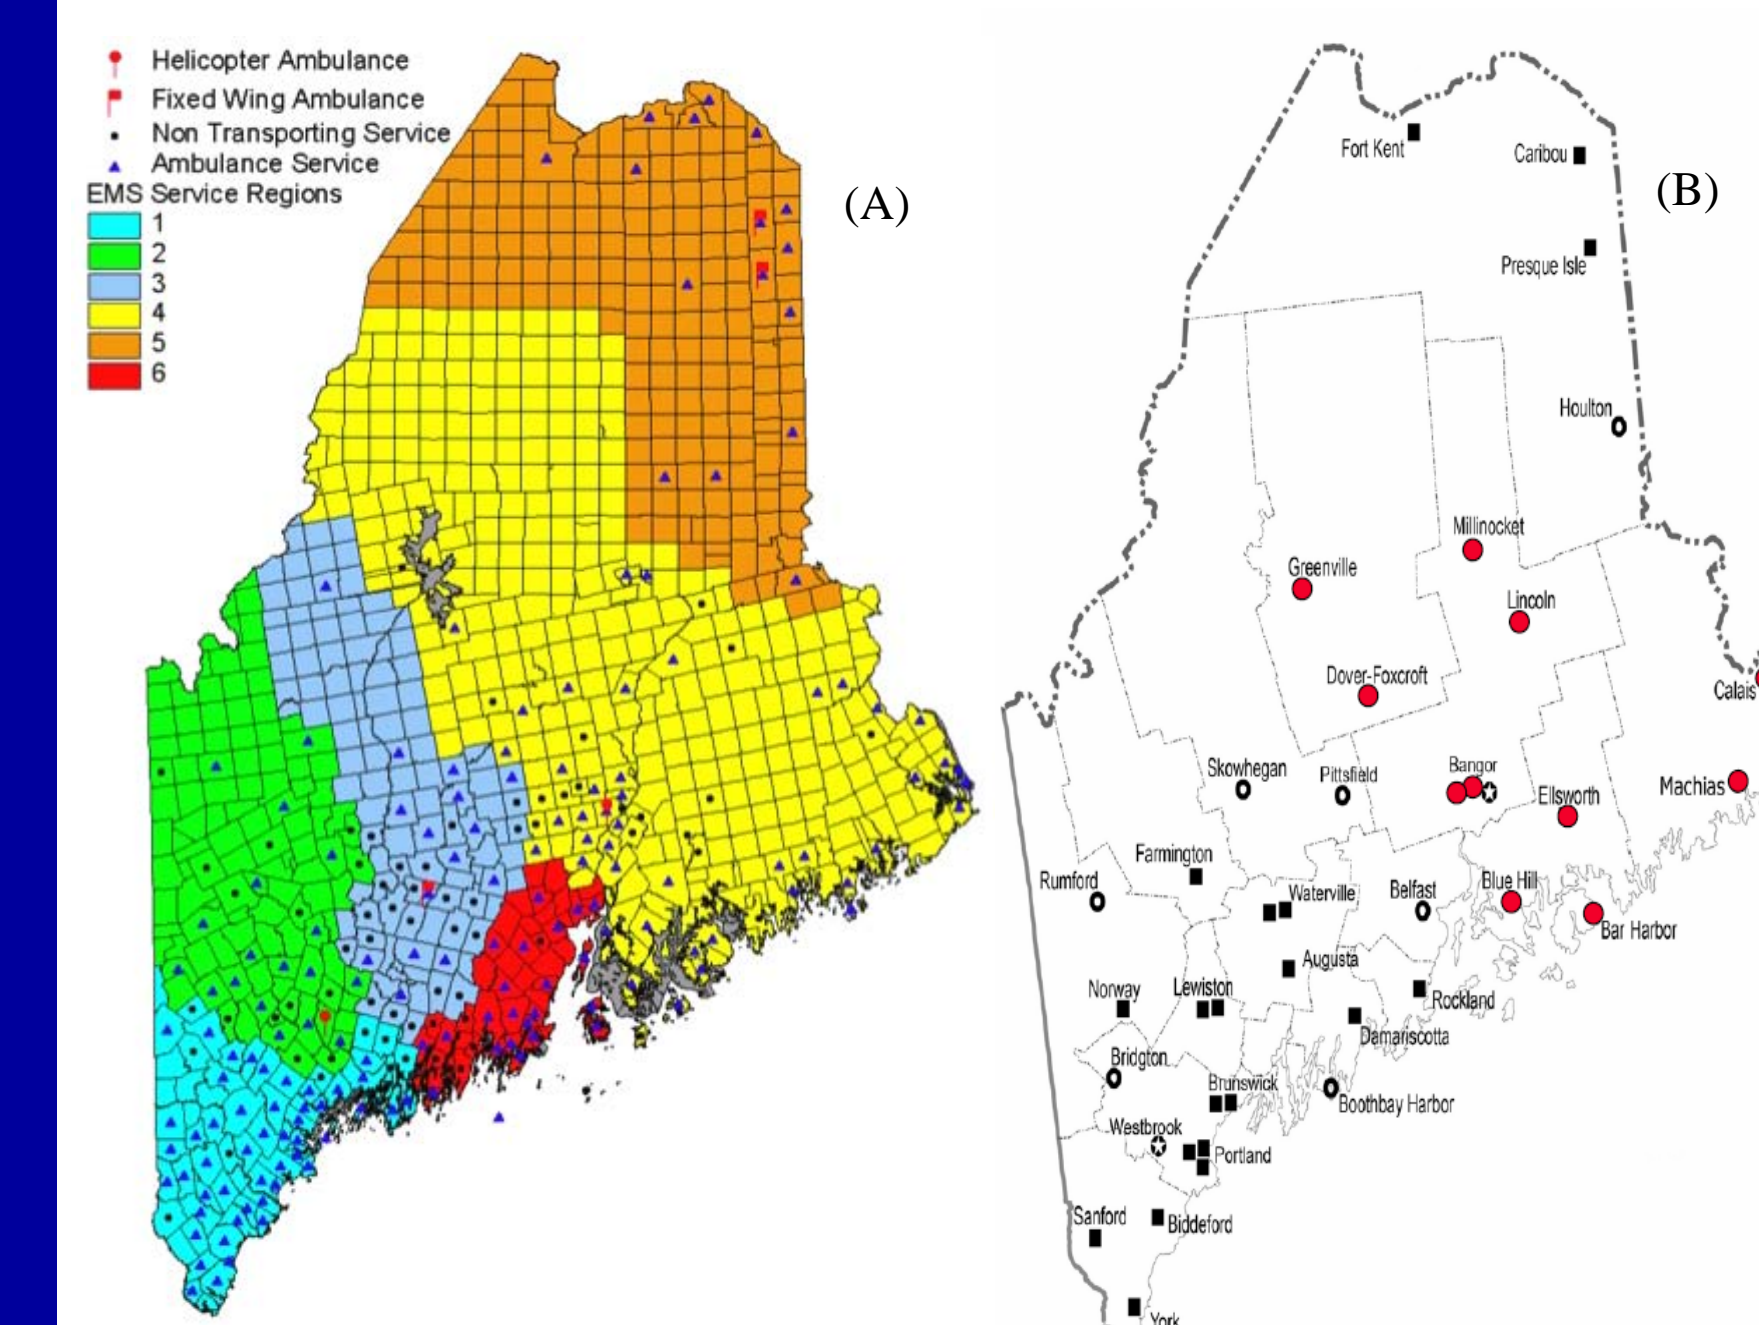 Helicopter Ambulance
Fixed Wing Ambulance
Non Transporting Service
Ambulance Service
EMS Service Regions
1
2
3
4
5
6
(A)
(B)
Fort Kent
Caribou
Presque Isle
Houlton
Millinocket
Greenville
Lincoln
Dover-Foxcroft
Calais
Skowhegan
Pittsfield
Bangor
Machias
Ellsworth
Farmington
Rumford
Waterville
Belfast
Blue Hill
Bar Harbor
Augusta
Norway
Lewiston
Rockland
Damariscotta
Bridgton
Brunswick
Boothbay Harbor
Westbrook
Portland
Sanford
Biddeford
York